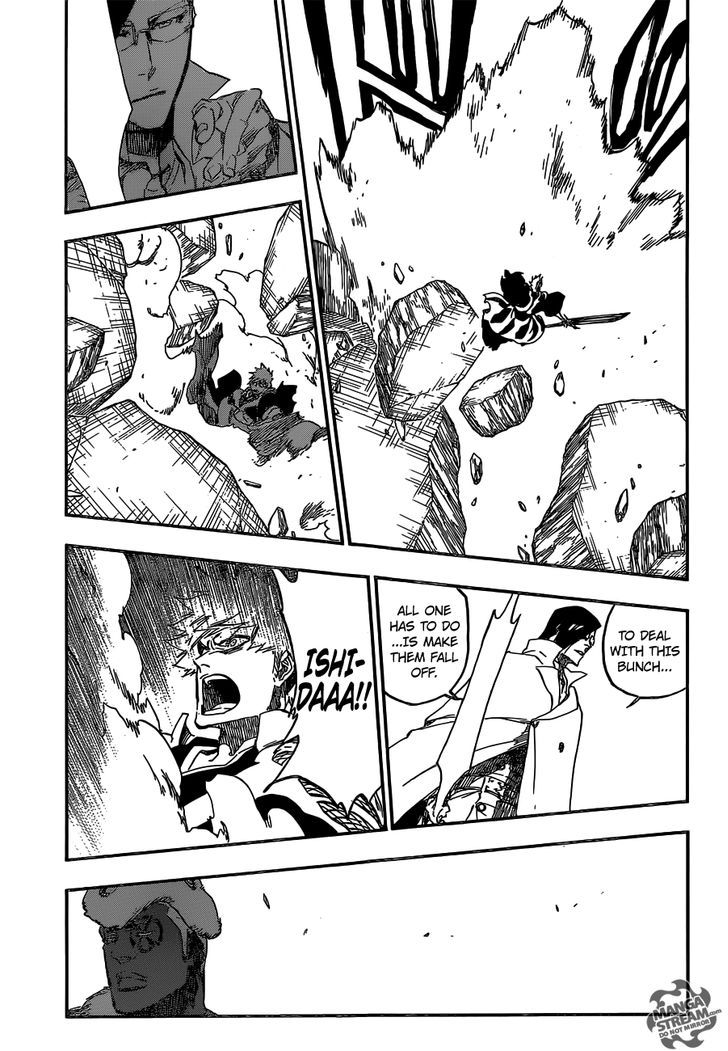 TO DEAL
WITH THIS
BUNCH...
ALL ONE
HAS TO DO
...IS MAKE
THEM FALL
OFF.
ISHI-
DAAA!!
MANGA
STREAM.com
DO NOT MIRROR